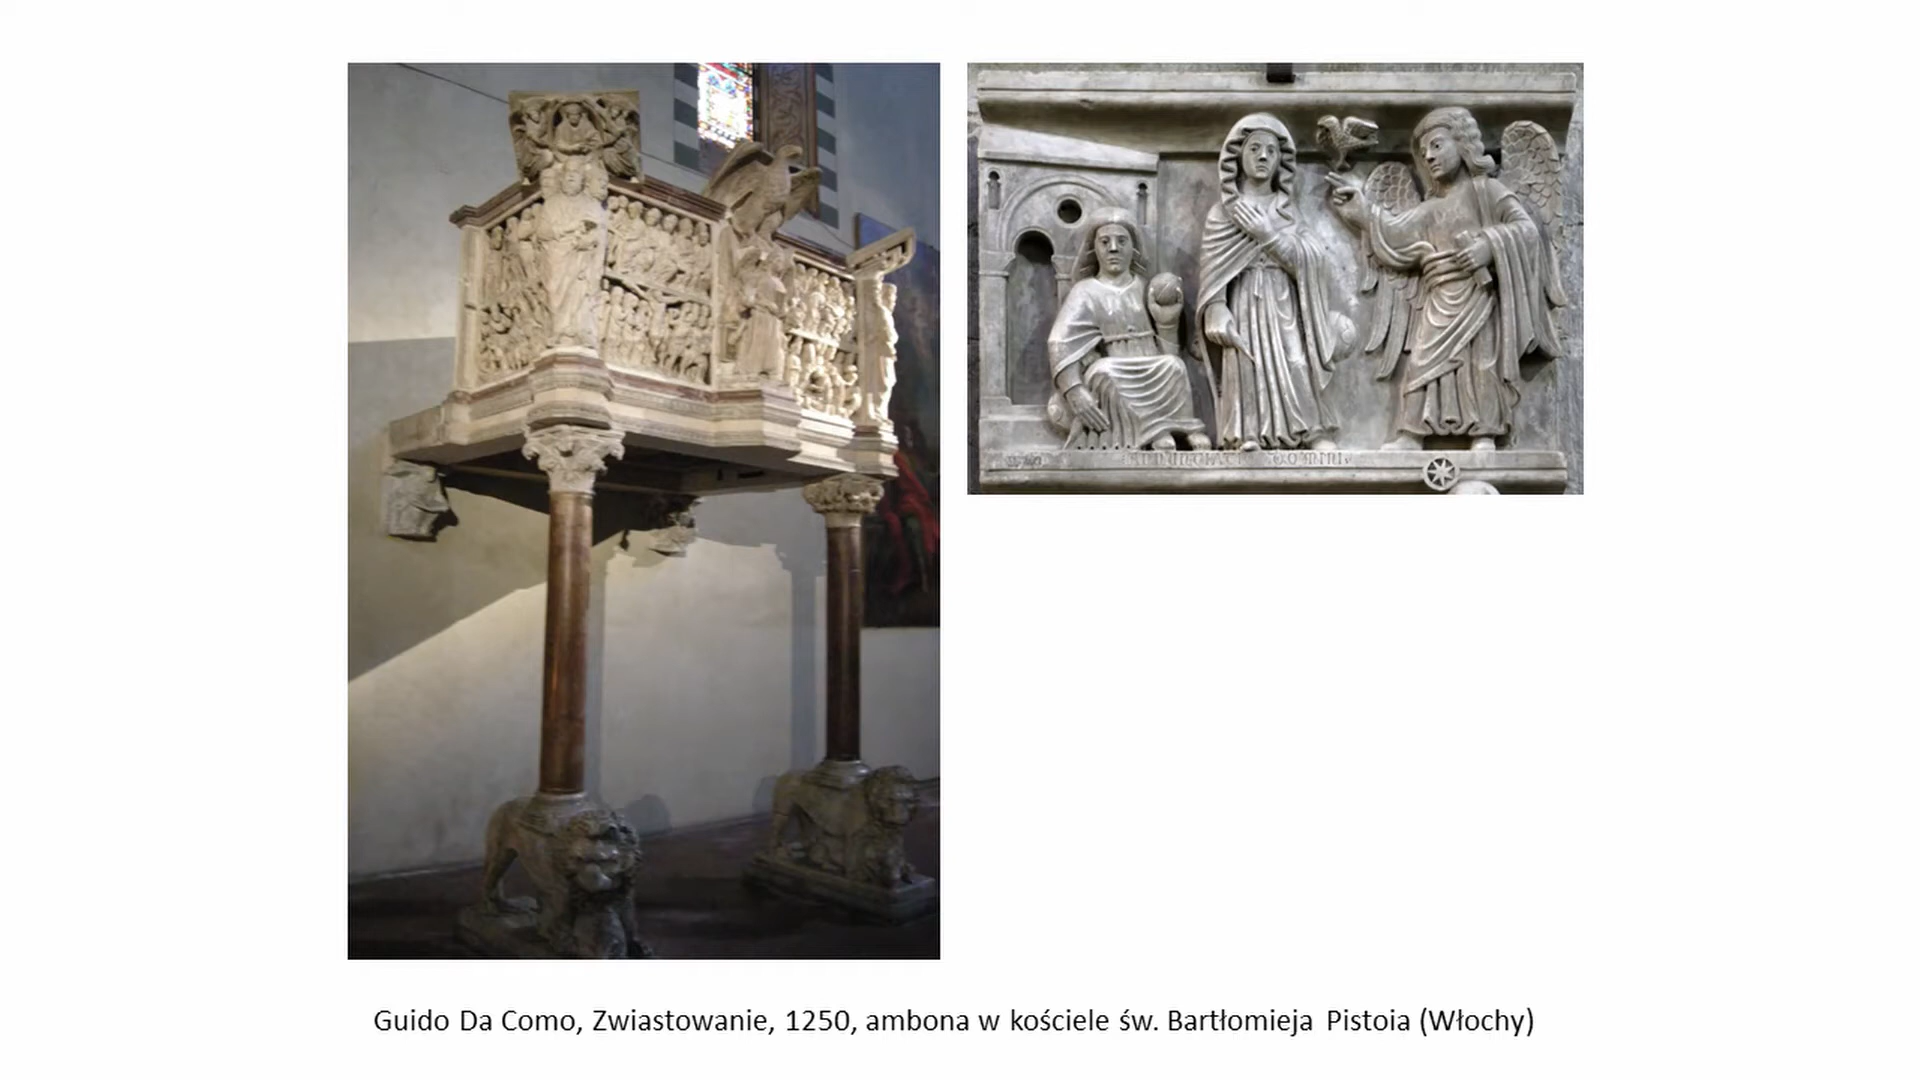 Guido Da Como, Zwiastowanie, 1250, ambona w kościele św. Bartłomieja Pistoia (Włochy)